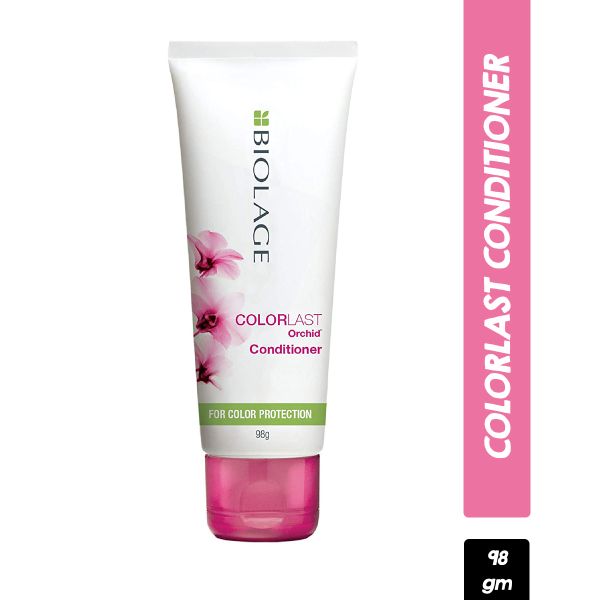 BIOLAGE
COLORLAST
Orchid
Conditioner
FOR COLOR PROTECTION
98g
COLORLAST CONDITIONER
98
gm